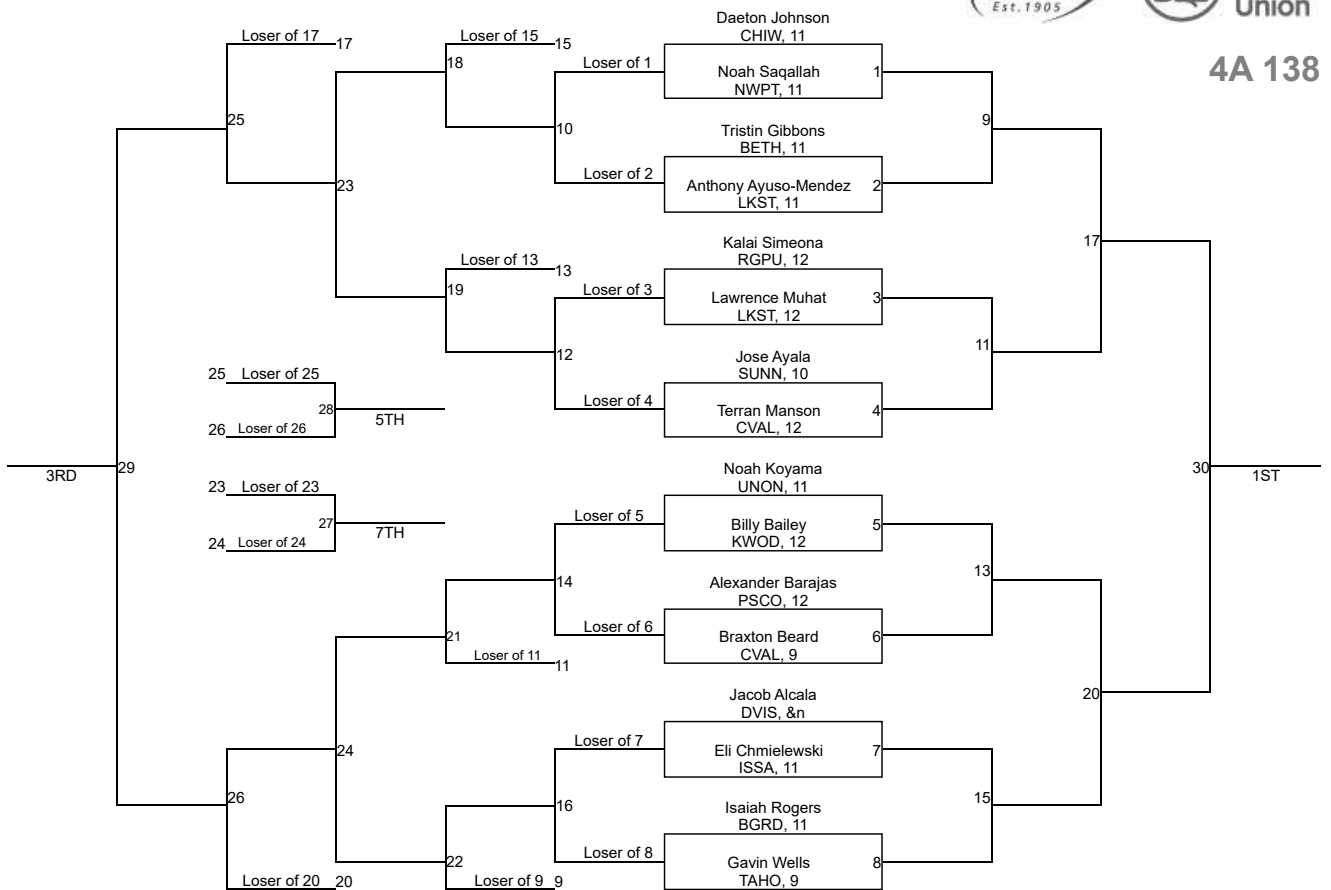 Est. 1905
Union
4A 138
Daeton Johnson
CHIW, 11
Loser of 17 17
Loser of 15 15
18
Loser of 1
Noah Saqallah 1
NWPT, 11
25
10
9
Tristin Gibbons
BETH, 11
23
Loser of 2
Anthony Ayuso-Mendez 2
LKST, 11
17
Kalai Simeona
RGPU, 12
Loser of 13 13
19
Loser of 3
Lawrence Muhat 3
LKST, 12
12
11
Jose Ayala
SUNN, 10
25 Loser of 25
28
5TH
26 Loser of 26
Loser of 4
Terran Manson 4
CVAL, 12
3RD
29
30
1ST
Noah Koyama
UNON, 11
23 Loser of 23
27
7TH
24 Loser of 24
Loser of 5
Billy Bailey 5
KWOD, 12
14
13
Alexander Barajas
PSCO, 12
21
Loser of 6
Braxton Beard 6
CVAL, 9
Loser of 11 11
20
Jacob Alcala
DVIS, &n
24
Loser of 7
Eli Chmielewski 7
ISSA, 11
26
16
15
Isaiah Rogers
BGRD, 11
22
Loser of 8
Gavin Wells 8
TAHO, 9
Loser of 20 20
Loser of 9 9